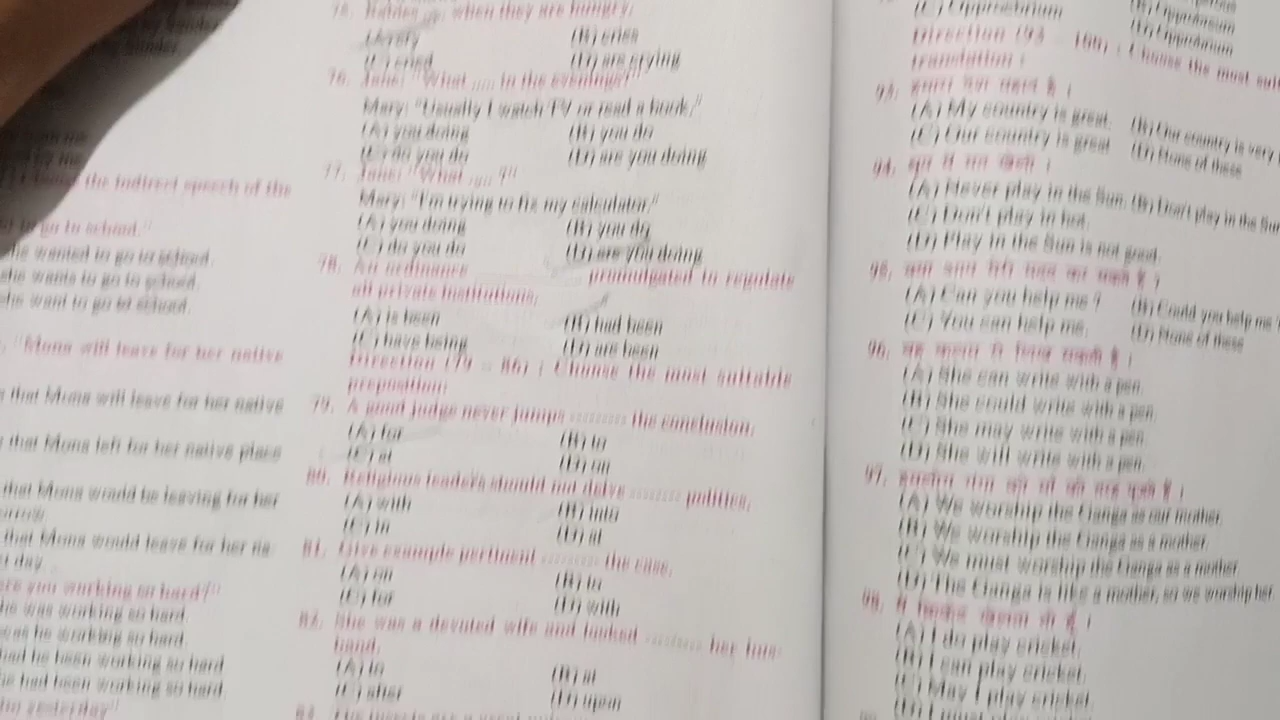 when they are hungry.
(A) cry (B) cries
(C) cried (D) are crying
76. Jane: "What ..... in the evenings?"
Mary: "Usually I watch TV or read a book."
(A) you doing (B) you do
(C) do you do (D) are you doing
77. Jane: "What ..... ?"
Mary: "I'm trying to fix my calculator."
(A) you doing (B) you do
(C) do you do (D) are you doing
78. An ordinance ________ promulgated to regulate
all private institutions.
(A) is been (B) had been
(C) have being (D) are been
Direction (79 - 86) : Choose the most suitable
preposition:
79. A good judge never jumps .......... the conclusion.
(A) for (B) to
(C) at (D) on
80. Religious leaders should not delve ......... politics.
(A) with (B) into
(C) in (D) at
81. Give example pertinent .......... the case.
(A) on (B) to
(C) for (D) with
82. She was a devoted wife and looked .......... her hus-
band.
(A) to (B) at
(C) after (D) upon
the indirect speech of the
to go to school."
she wanted to go to school.
she wants to go to school.
she want to go to school.
"Mona will leave for her native
that Mona will leave for her native
that Mona left for her native place
that Mona would be leaving for her
that Mona would leave for her na-
day.
are you working so hard?"
he was working so hard.
was he working so hard.
had he been working so hard
he had been working so hard.
yesterday"
(C) Opprobrium
(D) Opprobrium
Direction (93 - 100) : Choose the most
translation :
93. हमारा देश महान है ।
(A) My country is great. (B) Our country is very
(C) Our country is great (D) None of these
94. धूप में मत खेलो ।
(A) Never play in the Sun. (B) Don't play in the Sun
(C) Don't play in hot.
(D) Play in the Sun is not good.
95. क्या आप मेरी मदद कर सकते हैं ।
(A) Can you help me ? (B) Could you help me
(C) You can help me. (D) None of these
96. वह कलम से लिख सकती है ।
(A) She can write with a pen.
(B) She could write with a pen.
(C) She may write with a pen.
(D) She will write with a pen.
97. हमलोग गंगा को माँ की तरह पूजते हैं ।
(A) We worship the Ganga as our mother.
(B) We worship the Ganga as a mother.
(C) We must worship the Ganga as a mother.
(D) The Ganga is like a mother, so we worship her.
98. मैं क्रिकेट खेलता
(A) I do play cricket.
(B) I can play cricket.
(C) May I play cricket.
(D) I must play